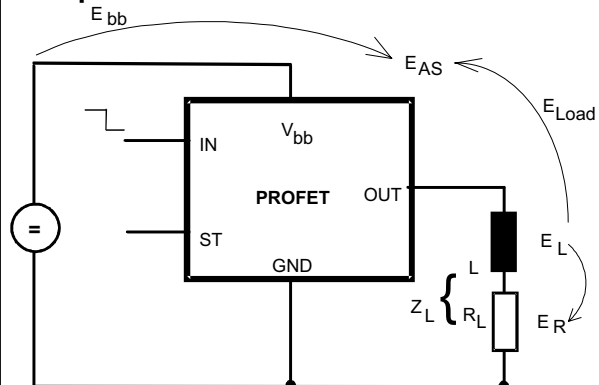 E bb
E AS
E Load
V bb
IN
PROFET
OUT
=
ST
GND
L
E L
Z L { R L
E R